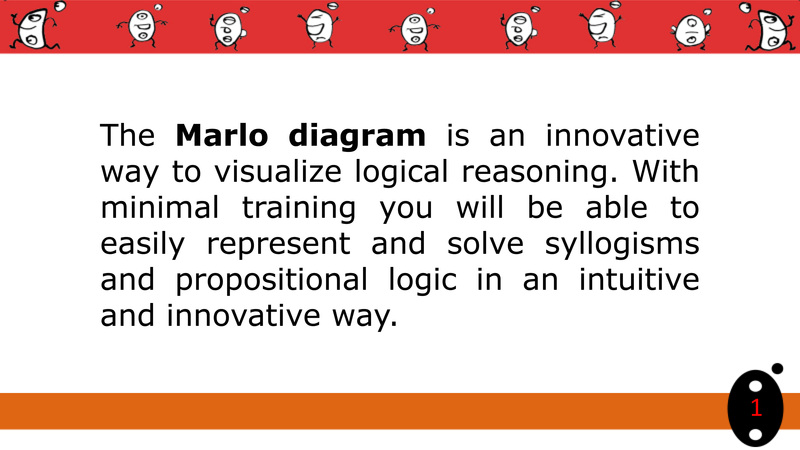 The Marlo diagram is an innovative
way to visualize logical reasoning. With
minimal training you will be able to
easily represent and solve syllogisms
and propositional logic in an intuitive
and innovative way.
1